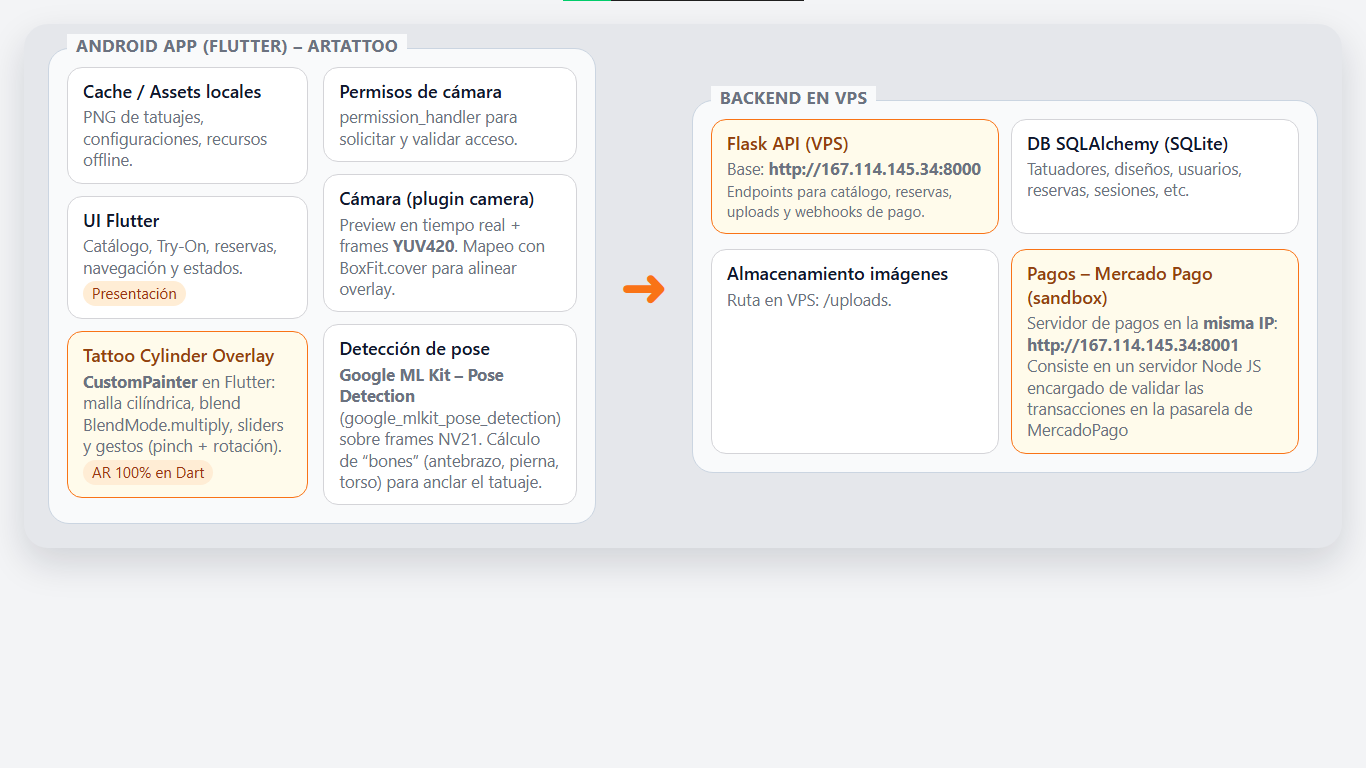 ANDROID APP (FLUTTER) – ARTATTOO
Cache / Assets locales
PNG de tatuajes,
configuraciones, recursos
offline.
UI Flutter
Catálogo, Try-On, reservas,
navegación y estados.
Presentación
Tattoo Cylinder Overlay
CustomPainter en Flutter:
malla cilíndrica, blend
BlendMode.multiply, sliders
y gestos (pinch + rotación).
AR 100% en Dart
Permisos de cámara
permission_handler para
solicitar y validar acceso.
Cámara (plugin camera)
Preview en tiempo real +
frames YUV420. Mapeo con
BoxFit.cover para alinear
overlay.
Detección de pose
Google ML Kit – Pose
Detection
(google_mlkit_pose_detection)
sobre frames NV21. Cálculo
de “bones” (antebrazo, pierna,
torso) para anclar el tatuaje.
BACKEND EN VPS
Flask API (VPS)
Base: http://167.114.145.34:8000
Endpoints para catálogo, reservas,
uploads y webhooks de pago.
DB SQLAlchemy (SQLite)
Tatuadores, diseños, usuarios,
reservas, sesiones, etc.
Almacenamiento imágenes
Ruta en VPS: /uploads.
Pagos – Mercado Pago
(sandbox)
Servidor de pagos en la misma IP:
http://167.114.145.34:8001
Consiste en un servidor Node JS
encargado de validar las
transacciones en la pasarela de
MercadoPago